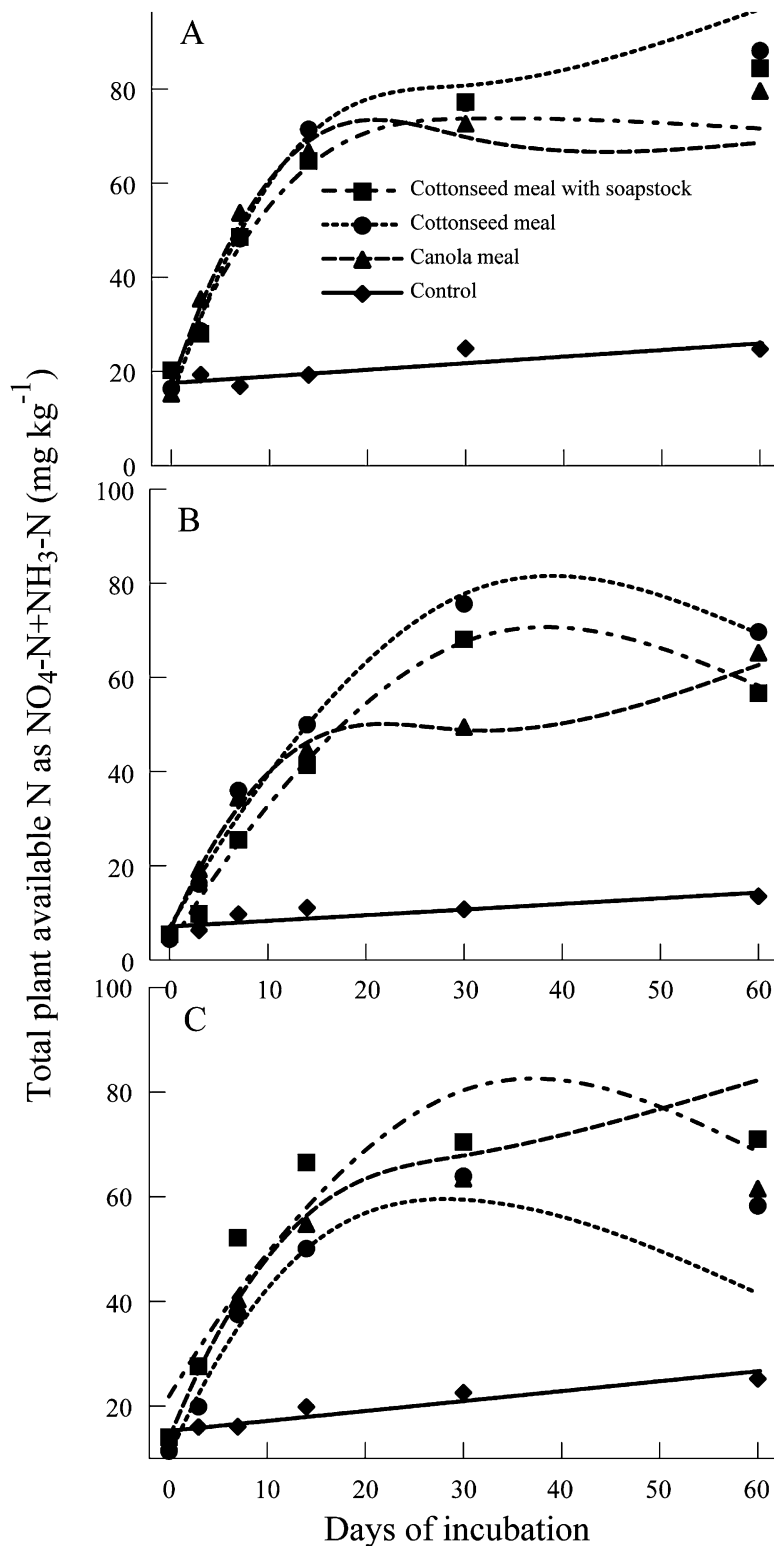 A
80
60
40
20
0
Cottonseed meal with soapstock
Cottonseed meal
Canola meal
Control
Total plant available N as NO4-N+NH3-N (mg kg-1)
100
B
80
60
40
20
0
0 10 20 30 40 50 60
100
C
80
60
40
20
0 10 20 30 40 50 60
Days of incubation